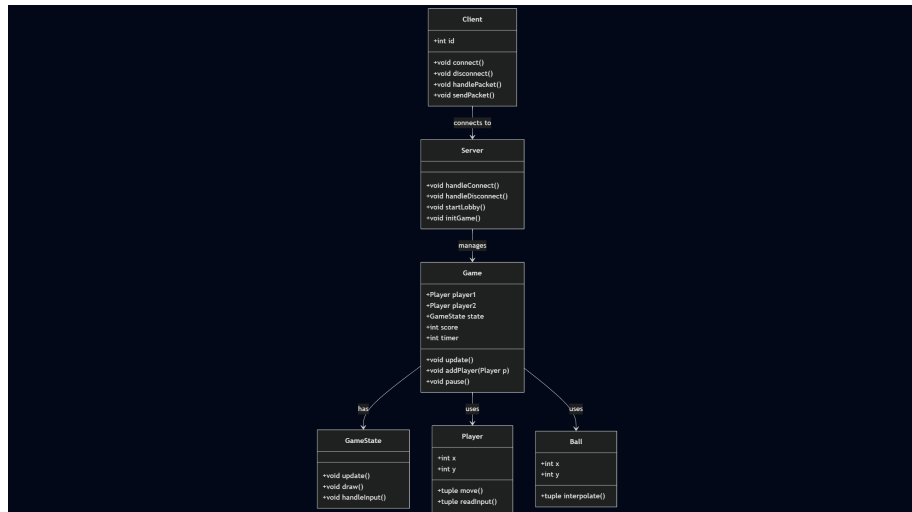 Client
+int id
+void connect()
+void disconnect()
+void handlePacket()
+void sendPacket()
connects to
Server
+void handleConnect()
+void handleDisconnect()
+void startLobby()
+void initGame()
manages
Game
+Player player1
+Player player2
+GameState state
+int score
+int timer
+void update()
+void addPlayer(Player p)
+void pause()
has
uses
uses
GameState
+void update()
+void draw()
+void handleInput()
Player
+int x
+int y
+tuple move()
+tuple readInput()
Ball
+int x
+int y
+tuple interpolate()